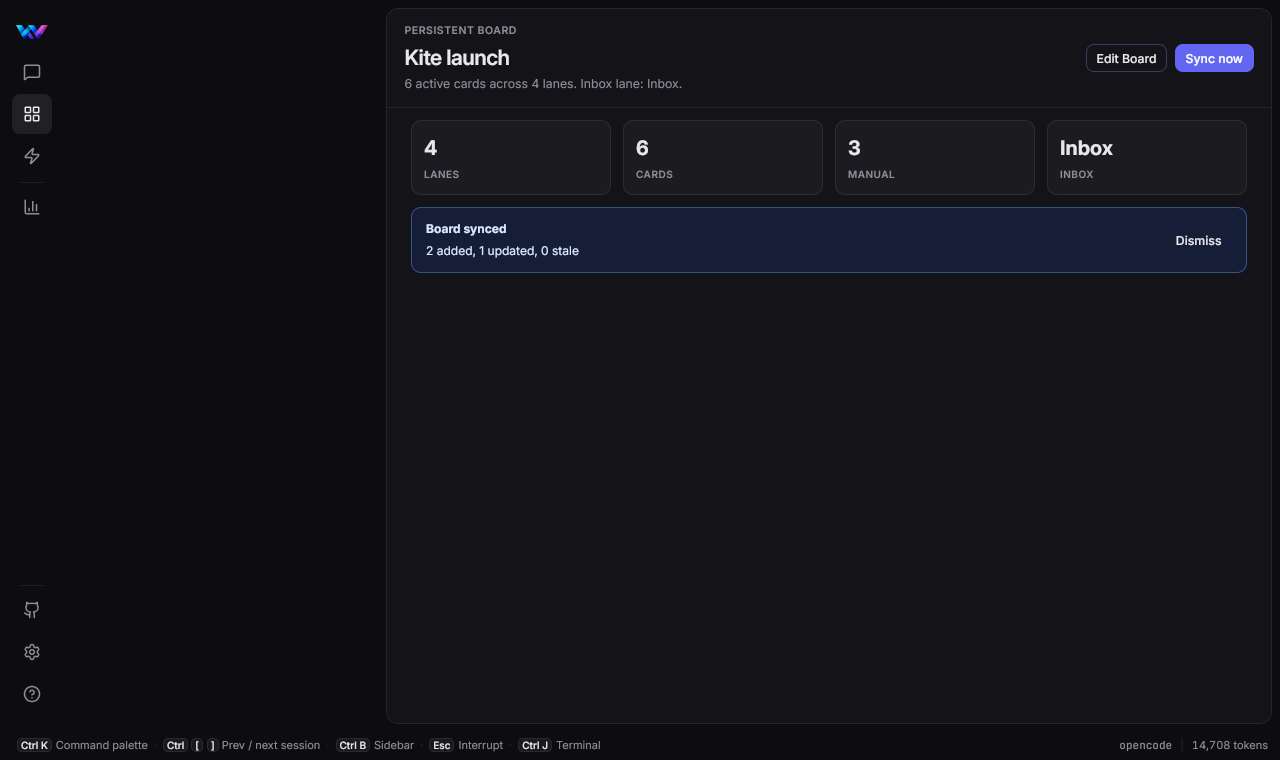 PERSISTENT BOARD
Kite launch
6 active cards across 4 lanes. Inbox lane: Inbox.
Edit Board
Sync now
4
LANES
6
CARDS
3
MANUAL
Inbox
INBOX
Board synced
2 added, 1 updated, 0 stale
Dismiss
Ctrl K Command palette · Ctrl [ ] Prev / next session · Ctrl B Sidebar · Esc Interrupt · Ctrl J Terminal
opencode
14,708 tokens